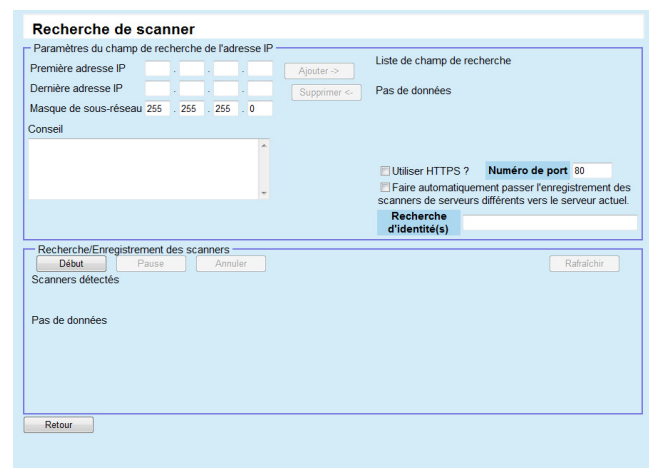 Recherche de scanner
Paramètres du champ de recherche de l'adresse IP
Première adresse IP . . .
Ajouter ->
Liste de champ de recherche
Dernière adresse IP . . .
Supprimer <-
Pas de données
Masque de sous-réseau 255 . 255 . 255 . 0
Conseil
Utiliser HTTPS ? Numéro de port 80
Faire automatiquement passer l'enregistrement des
scanners de serveurs différents vers le serveur actuel.
Recherche
d'identité(s)
Recherche/Enregistrement des scanners
Début Pause Annuler Rafraîchir
Scanners détectés
Pas de données
Retour